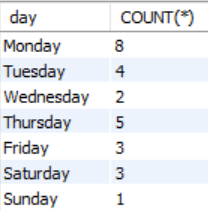 day COUNT(*)
Monday 8
Tuesday 4
Wednesday 2
Thursday 5
Friday 3
Saturday 3
Sunday 1